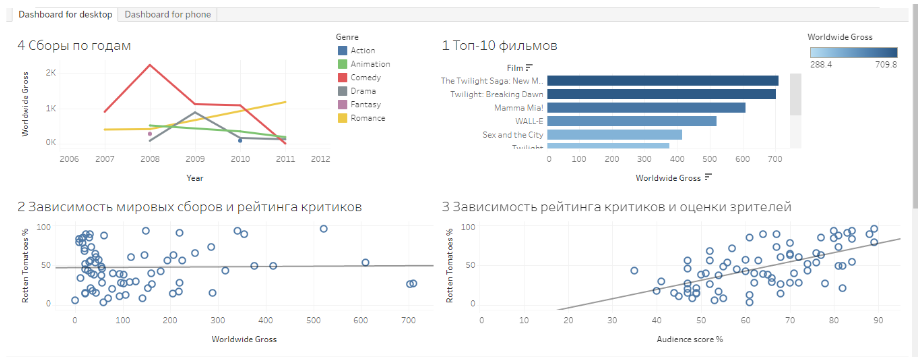 Dashboard for desktop Dashboard for phone
4 Сборы по годам
Worldwide Gross
2K
1K
0K
2006 2007 2008 2009 2010 2011 2012
Year
Genre
Action
Animation
Comedy
Drama
Fantasy
Romance
1 Топ-10 фильмов
Film
The Twilight Saga: New M..
Twilight: Breaking Dawn
Mamma Mia!
WALL-E
Sex and the City
Twilight
0 100 200 300 400 500 600 700
Worldwide Gross
Worldwide Gross
288.4 709.8
2 Зависимость мировых сборов и рейтинга критиков
Rotten Tomatoes %
100
50
0
0 100 200 300 400 500 600 700
Worldwide Gross
3 Зависимость рейтинга критиков и оценки зрителей
Rotten Tomatoes %
100
50
0
0 10 20 30 40 50 60 70 80 90
Audience score %